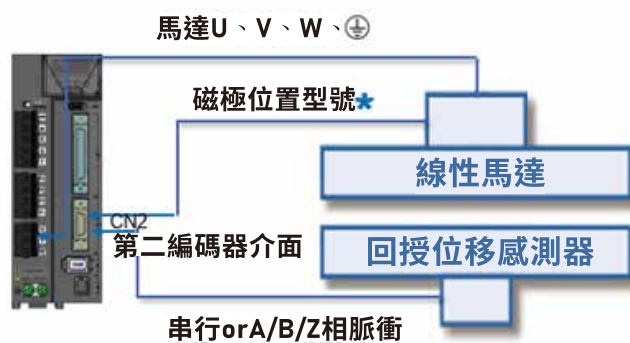 馬達U、V、W、⏚
磁極位置型號*
線性馬達
CN2
第二編碼器介面
回授位移感測器
串行orA/B/Z相脈衝